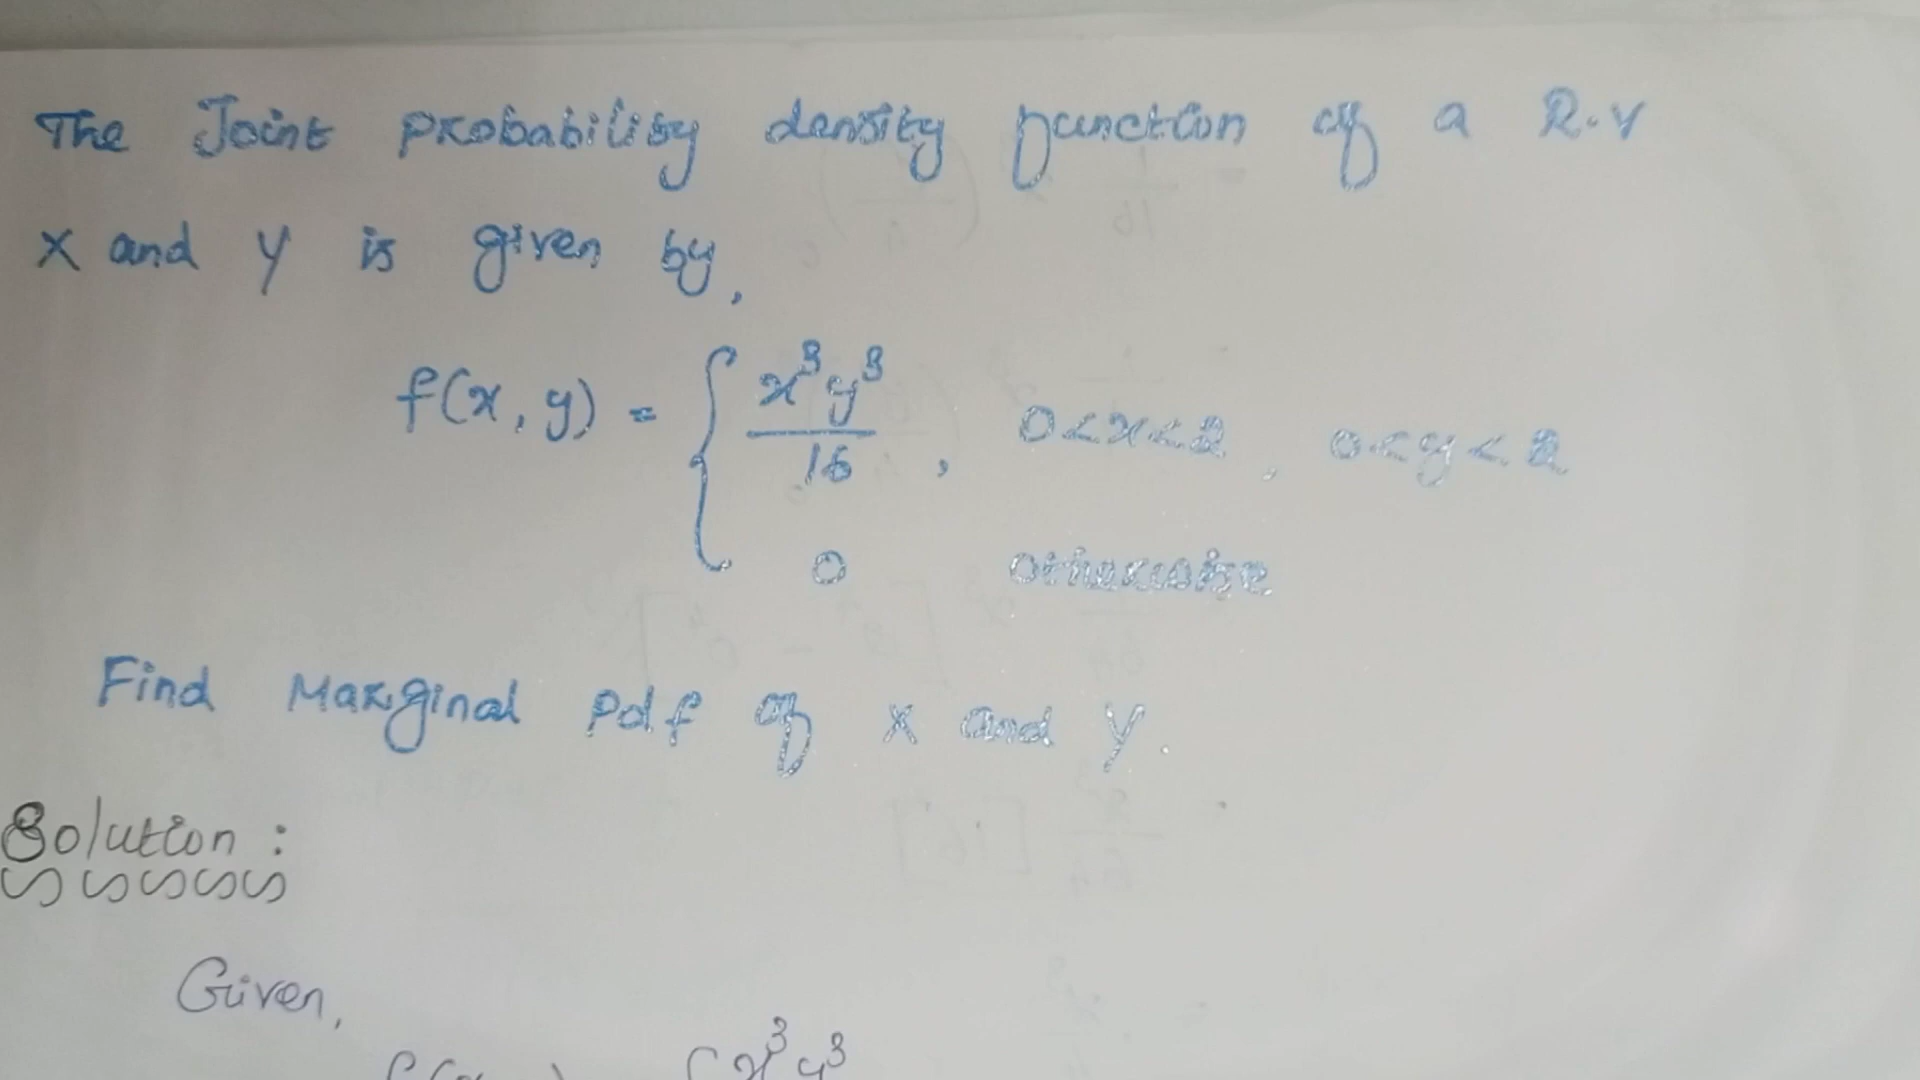 The Joint probability density function of a R.V
X and Y is given by,
f(x, y) = { x³y³/16 , 0<x<2 , 0<y<2
0 otherwise
Find Marginal Pdf of X and Y.
Solution :
Given,
x³y³